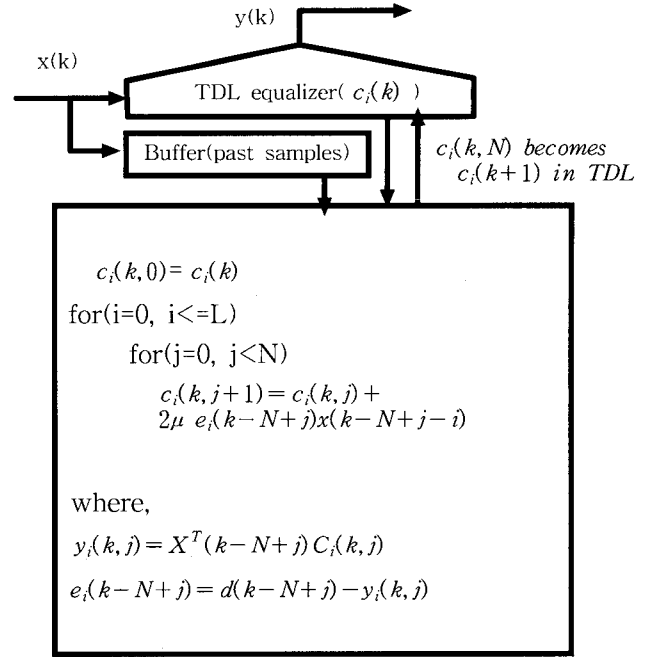 y(k)
x(k)
TDL equalizer( c_i(k) )
Buffer(past samples)
c_i(k, N) becomes
c_i(k+1) in TDL
c_i(k,0)= c_i(k)
for(i=0, i<=L)
for(j=0, j<N)
c_i(k, j+1)= c_i(k, j) +
2μ e_i(k−N+j)x(k−N+j−i)
where,
y_i(k, j)= X^T(k−N+j) C_i(k, j)
e_i(k−N+j)= d(k−N+j)−y_i(k, j)